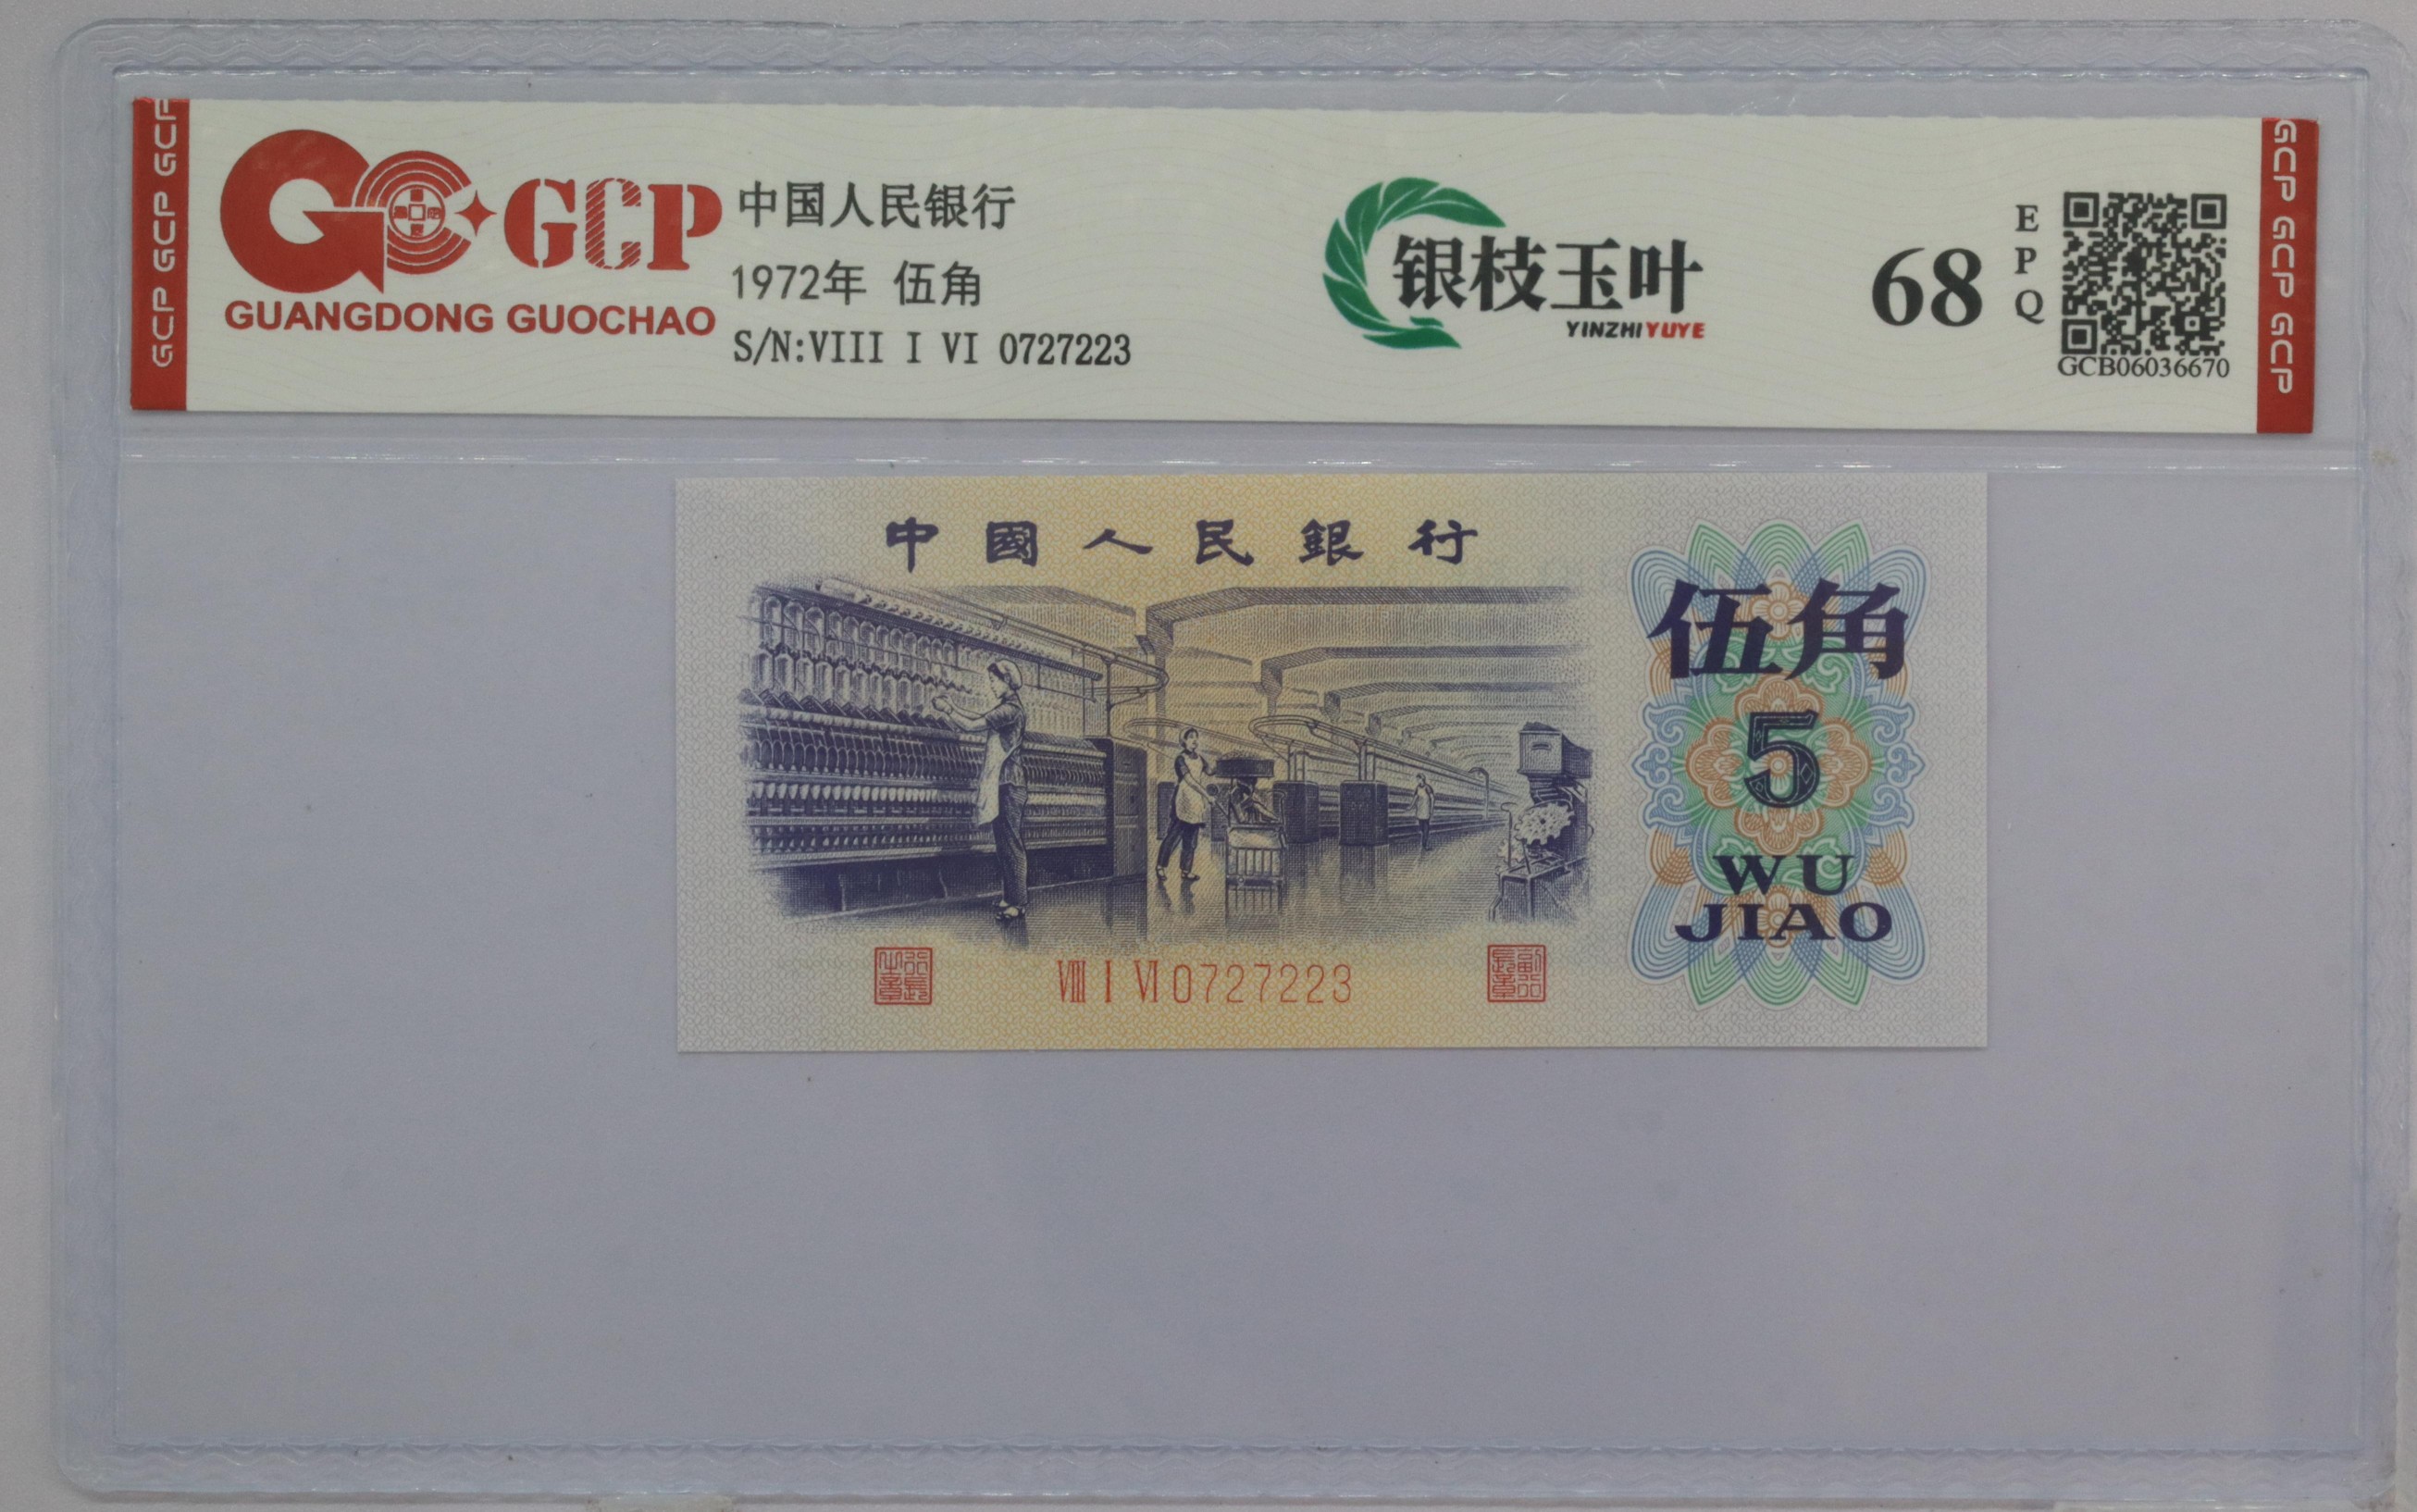 GCP GCP GCP
GCP
GUANGDONG GUOCHAO
中国人民银行
1972年 伍角
S/N:VIII I VI 0727223
银枝玉叶
YINZHIYUYE
68
EPQ
GCB06036670
GCP GCP GCP
中國人民銀行
伍角
5
WU
JIAO
VIII I VI 0727223